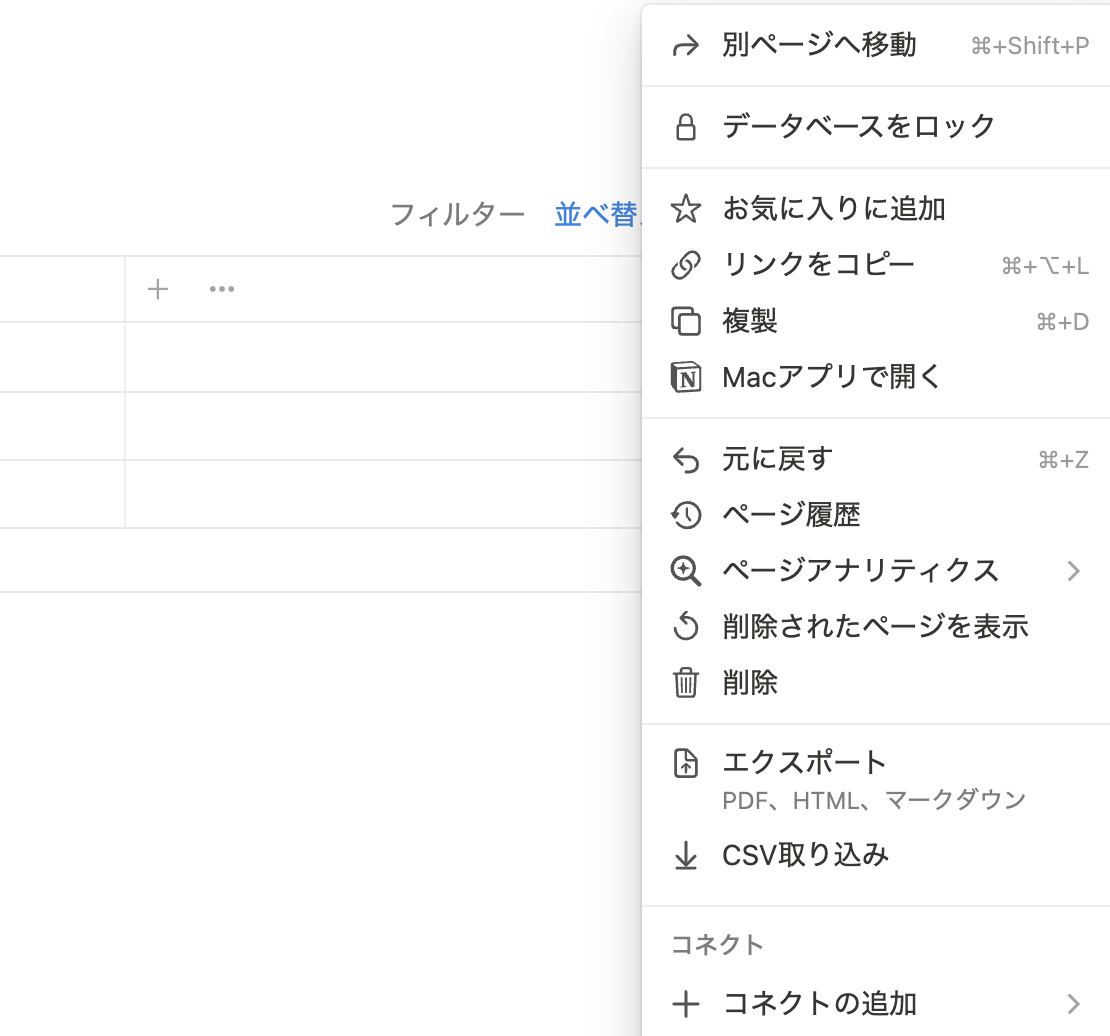 別ページへ移動 ⌘+Shift+P
データベースをロック
フィルター 並べ替
お気に入りに追加
リンクをコピー ⌘+⌥+L
複製 ⌘+D
Macアプリで開く
元に戻す ⌘+Z
ページ履歴
ページアナリティクス
削除されたページを表示
削除
エクスポート
PDF、HTML、マークダウン
CSV取り込み
コネクト
コネクトの追加